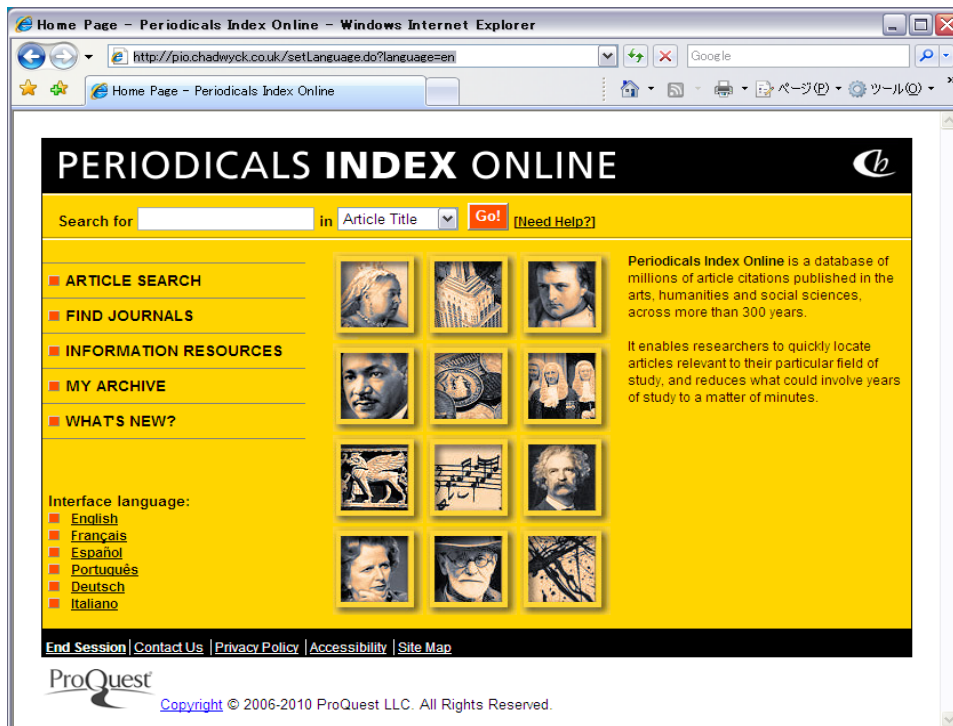 Home Page - Periodicals Index Online - Windows Internet Explorer
http://pio.chadwyck.co.uk/setLanguage.do?language=en
Google
Home Page - Periodicals Index Online
ページ(P)
ツール(O)
PERIODICALS INDEX ONLINE
Search for in Article Title Go! [Need Help?]
ARTICLE SEARCH
FIND JOURNALS
INFORMATION RESOURCES
MY ARCHIVE
WHAT'S NEW?
Interface language:
English
Français
Español
Português
Deutsch
Italiano
Periodicals Index Online is a database of
millions of article citations published in the
arts, humanities and social sciences,
across more than 300 years.
It enables researchers to quickly locate
articles relevant to their particular field of
study, and reduces what could involve years
of study to a matter of minutes.
End Session | Contact Us | Privacy Policy | Accessibility | Site Map
ProQuest
Copyright © 2006-2010 ProQuest LLC. All Rights Reserved.